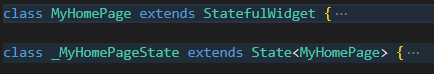 class MyHomePage extends StatefulWidget {···
class _MyHomePageState extends State<MyHomePage> {···